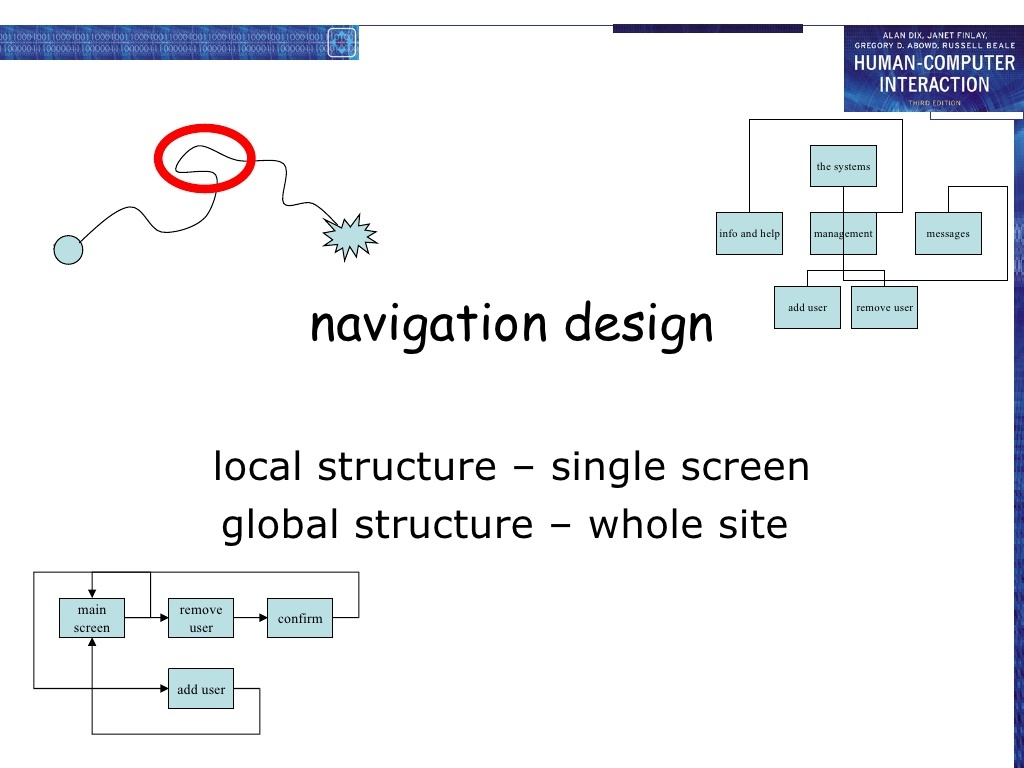 ALAN DIX, JANET FINLAY,
GREGORY D. ABOWD, RUSSELL BEALE
HUMAN-COMPUTER
INTERACTION
THIRD EDITION
the systems
info and help
management
messages
add user
remove user
navigation design
local structure – single screen
global structure – whole site
main
screen
remove
user
confirm
add user